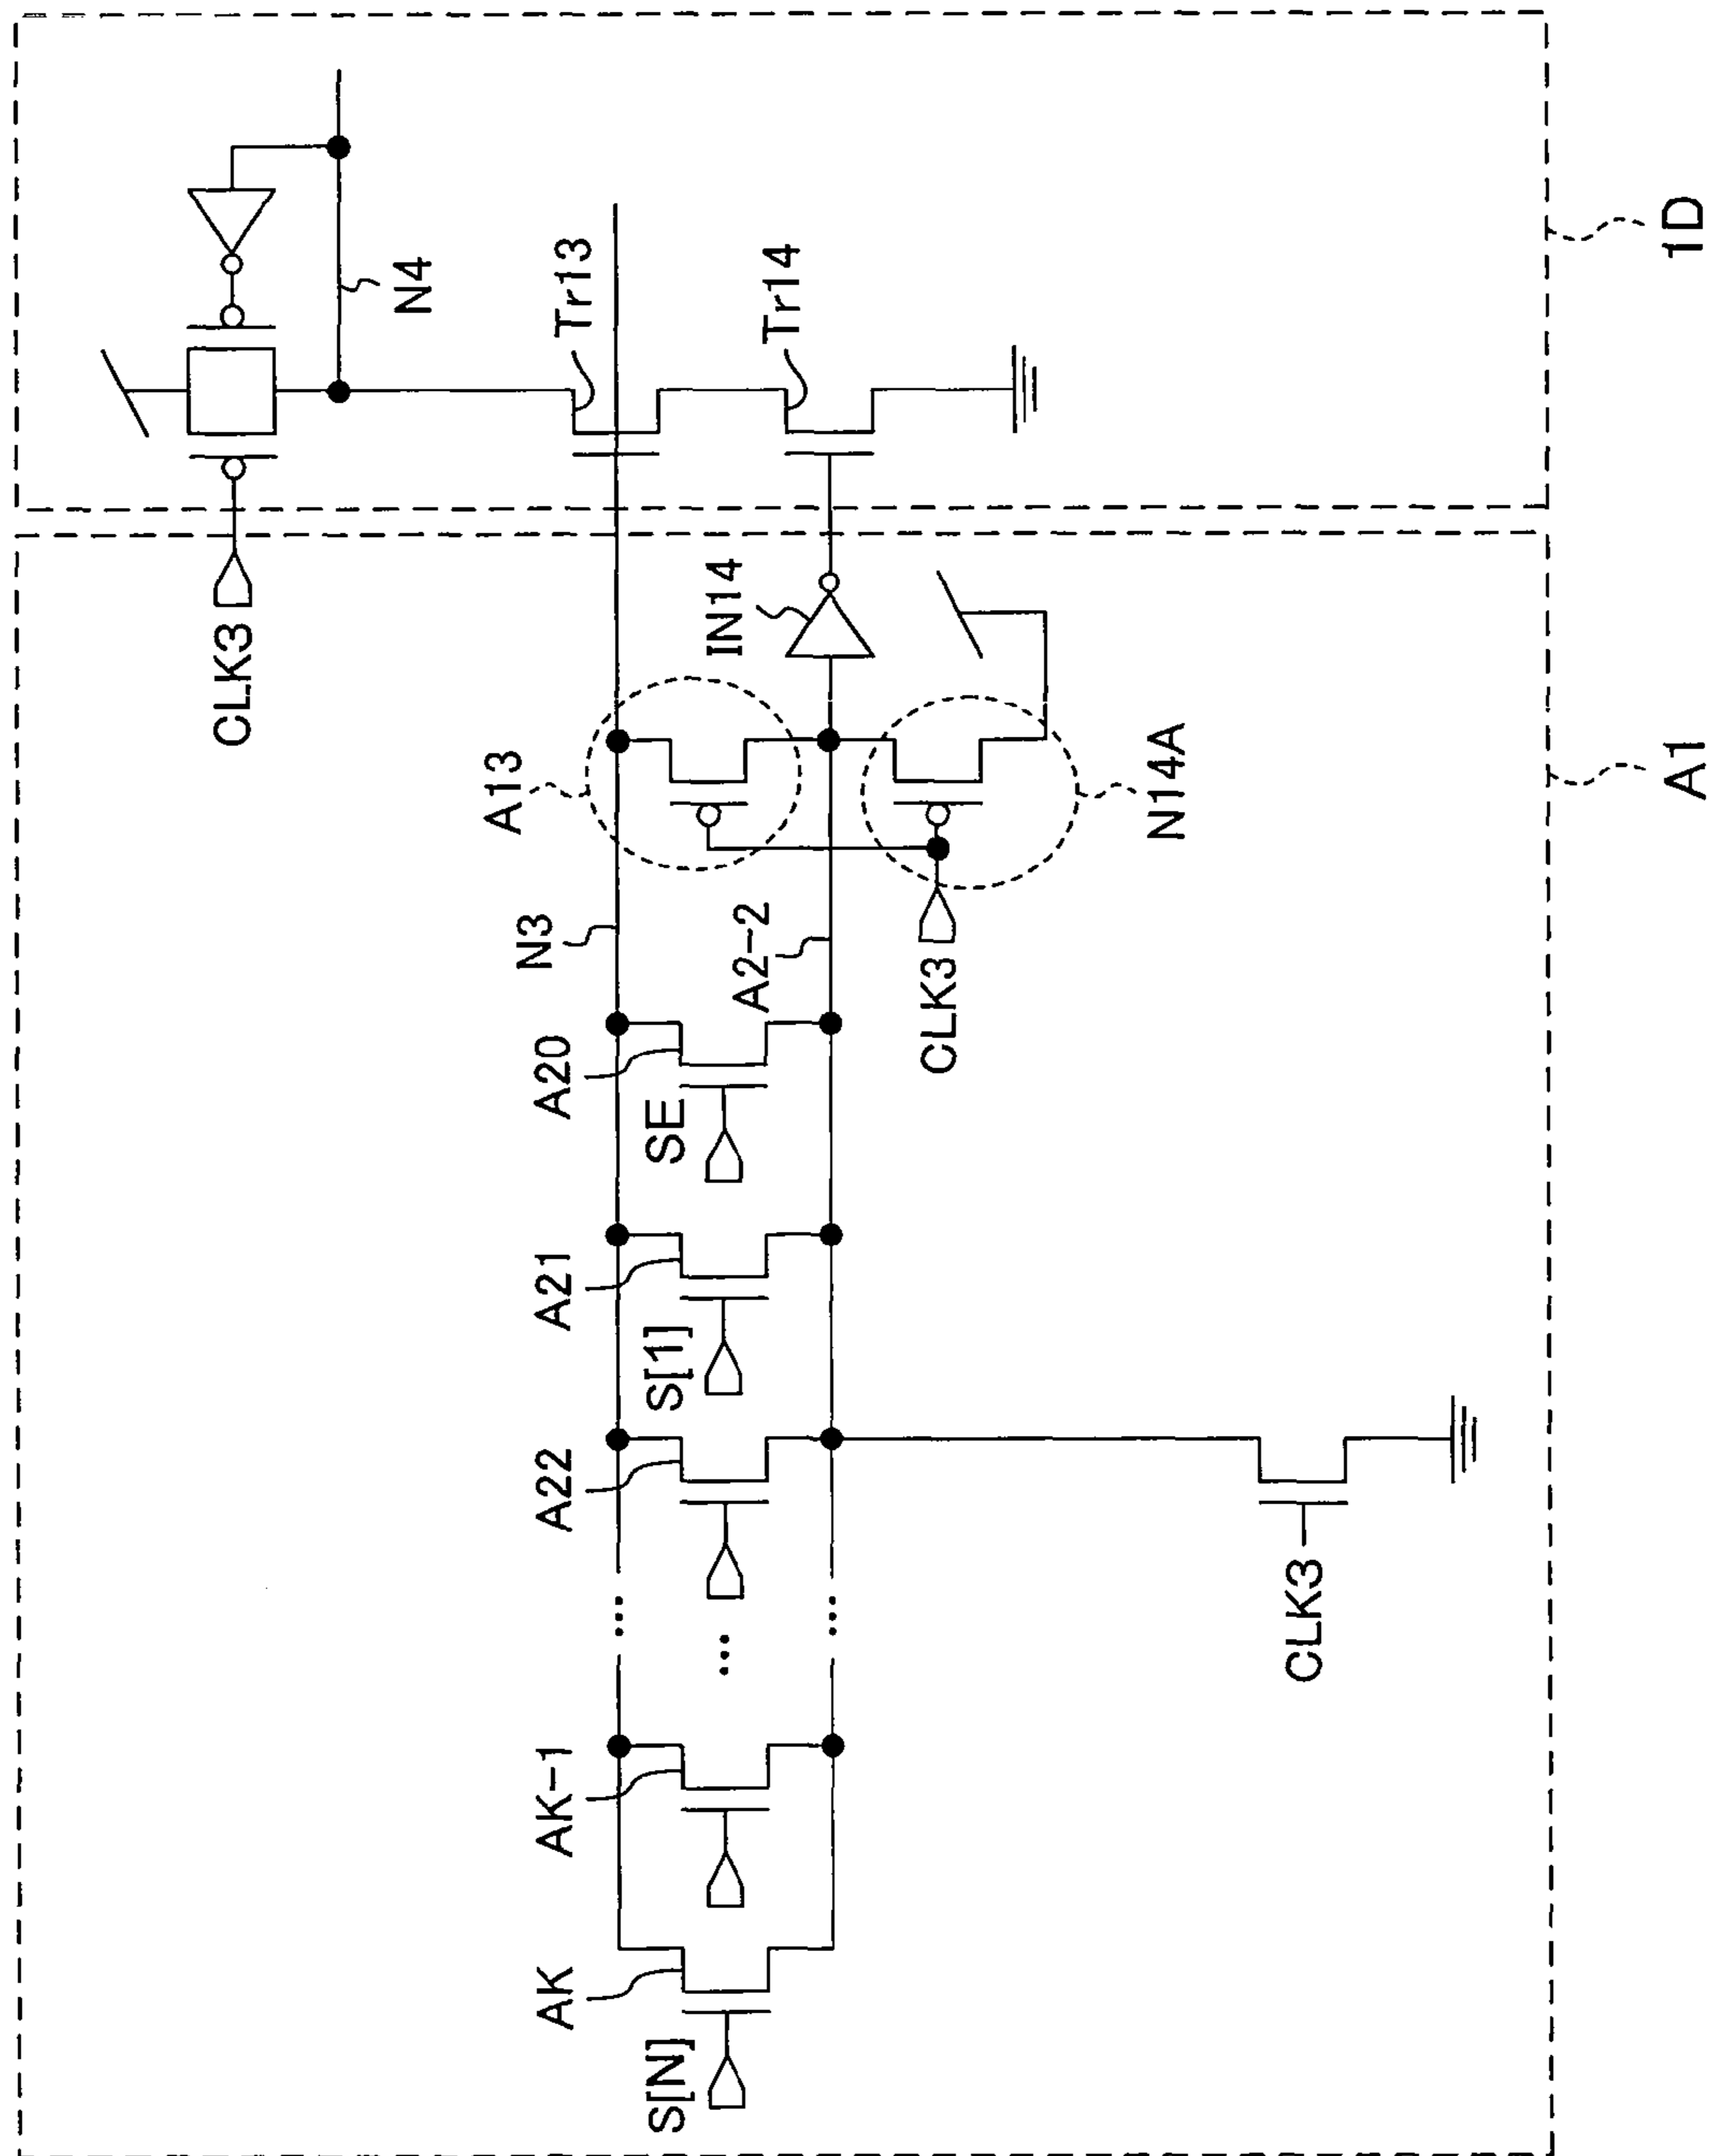 N4
Tr13
Tr14
1D
CLK3
IN14
A13
N14A
A1
N3
A2-2
CLK3
A20
SE
A21
S[1]
A22
CLK3
...
...
...
AK-1
AK
S[N]